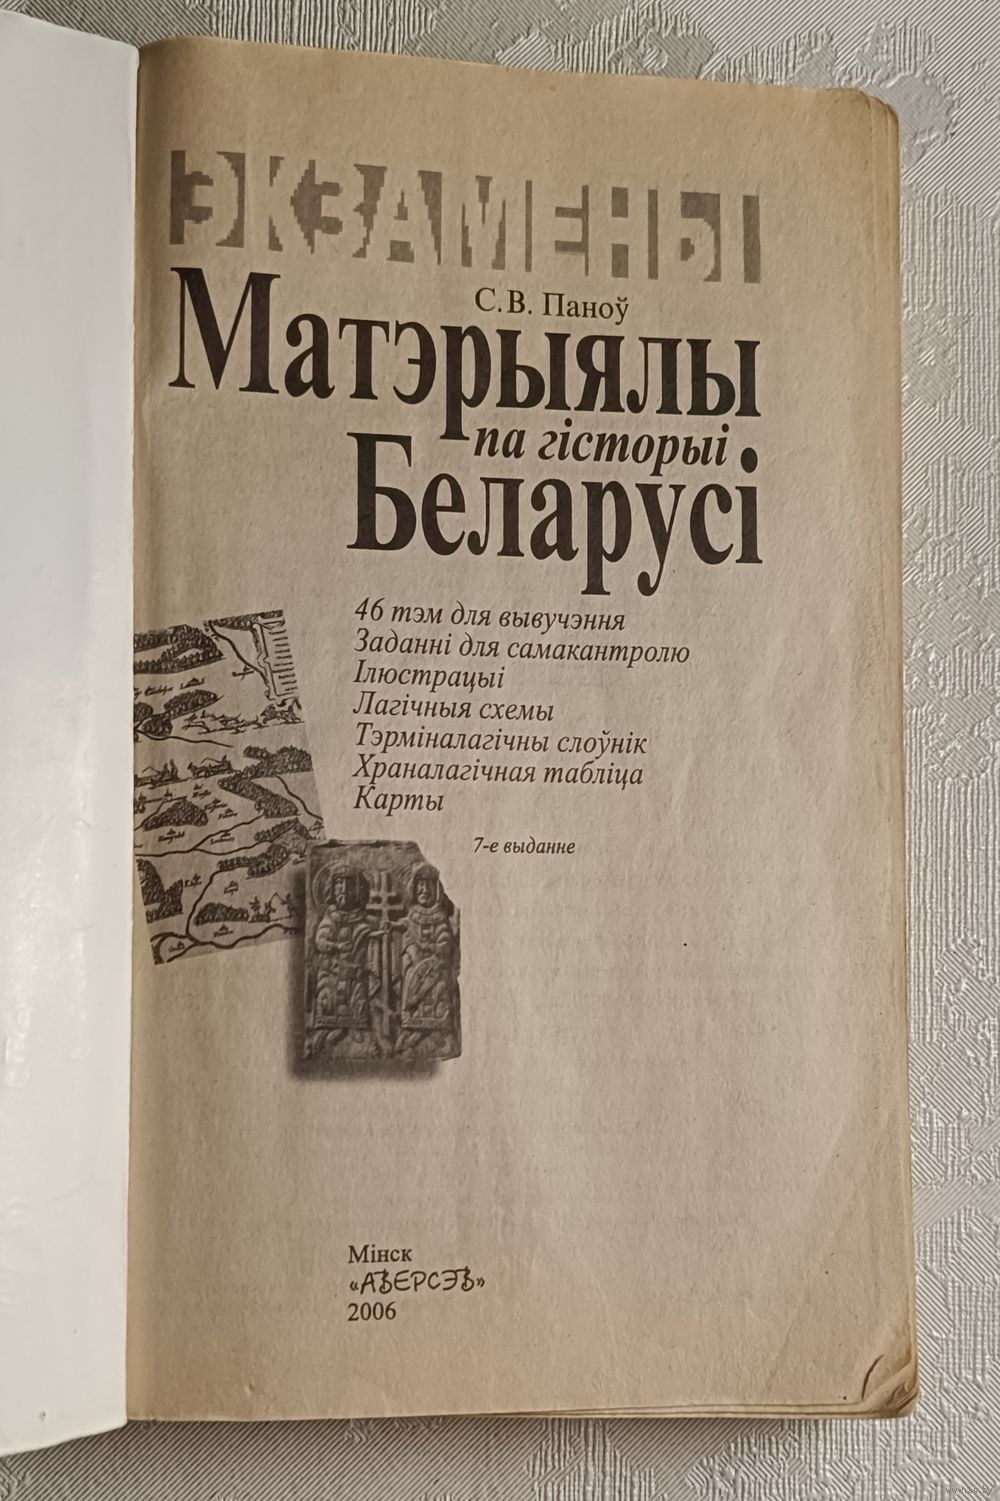 ЭКЗАМЕНЫ
С. В. Паноў
Матэрыялы
па гісторыі
Беларусі
46 тэм для вывучэння
Заданні для самакантролю
Ілюстрацыі
Лагічныя схемы
Тэрміналагічны слоўнік
Храналагічная табліца
Карты
7-е выданне
Мінск
«АВЕРСЭВ»
2006